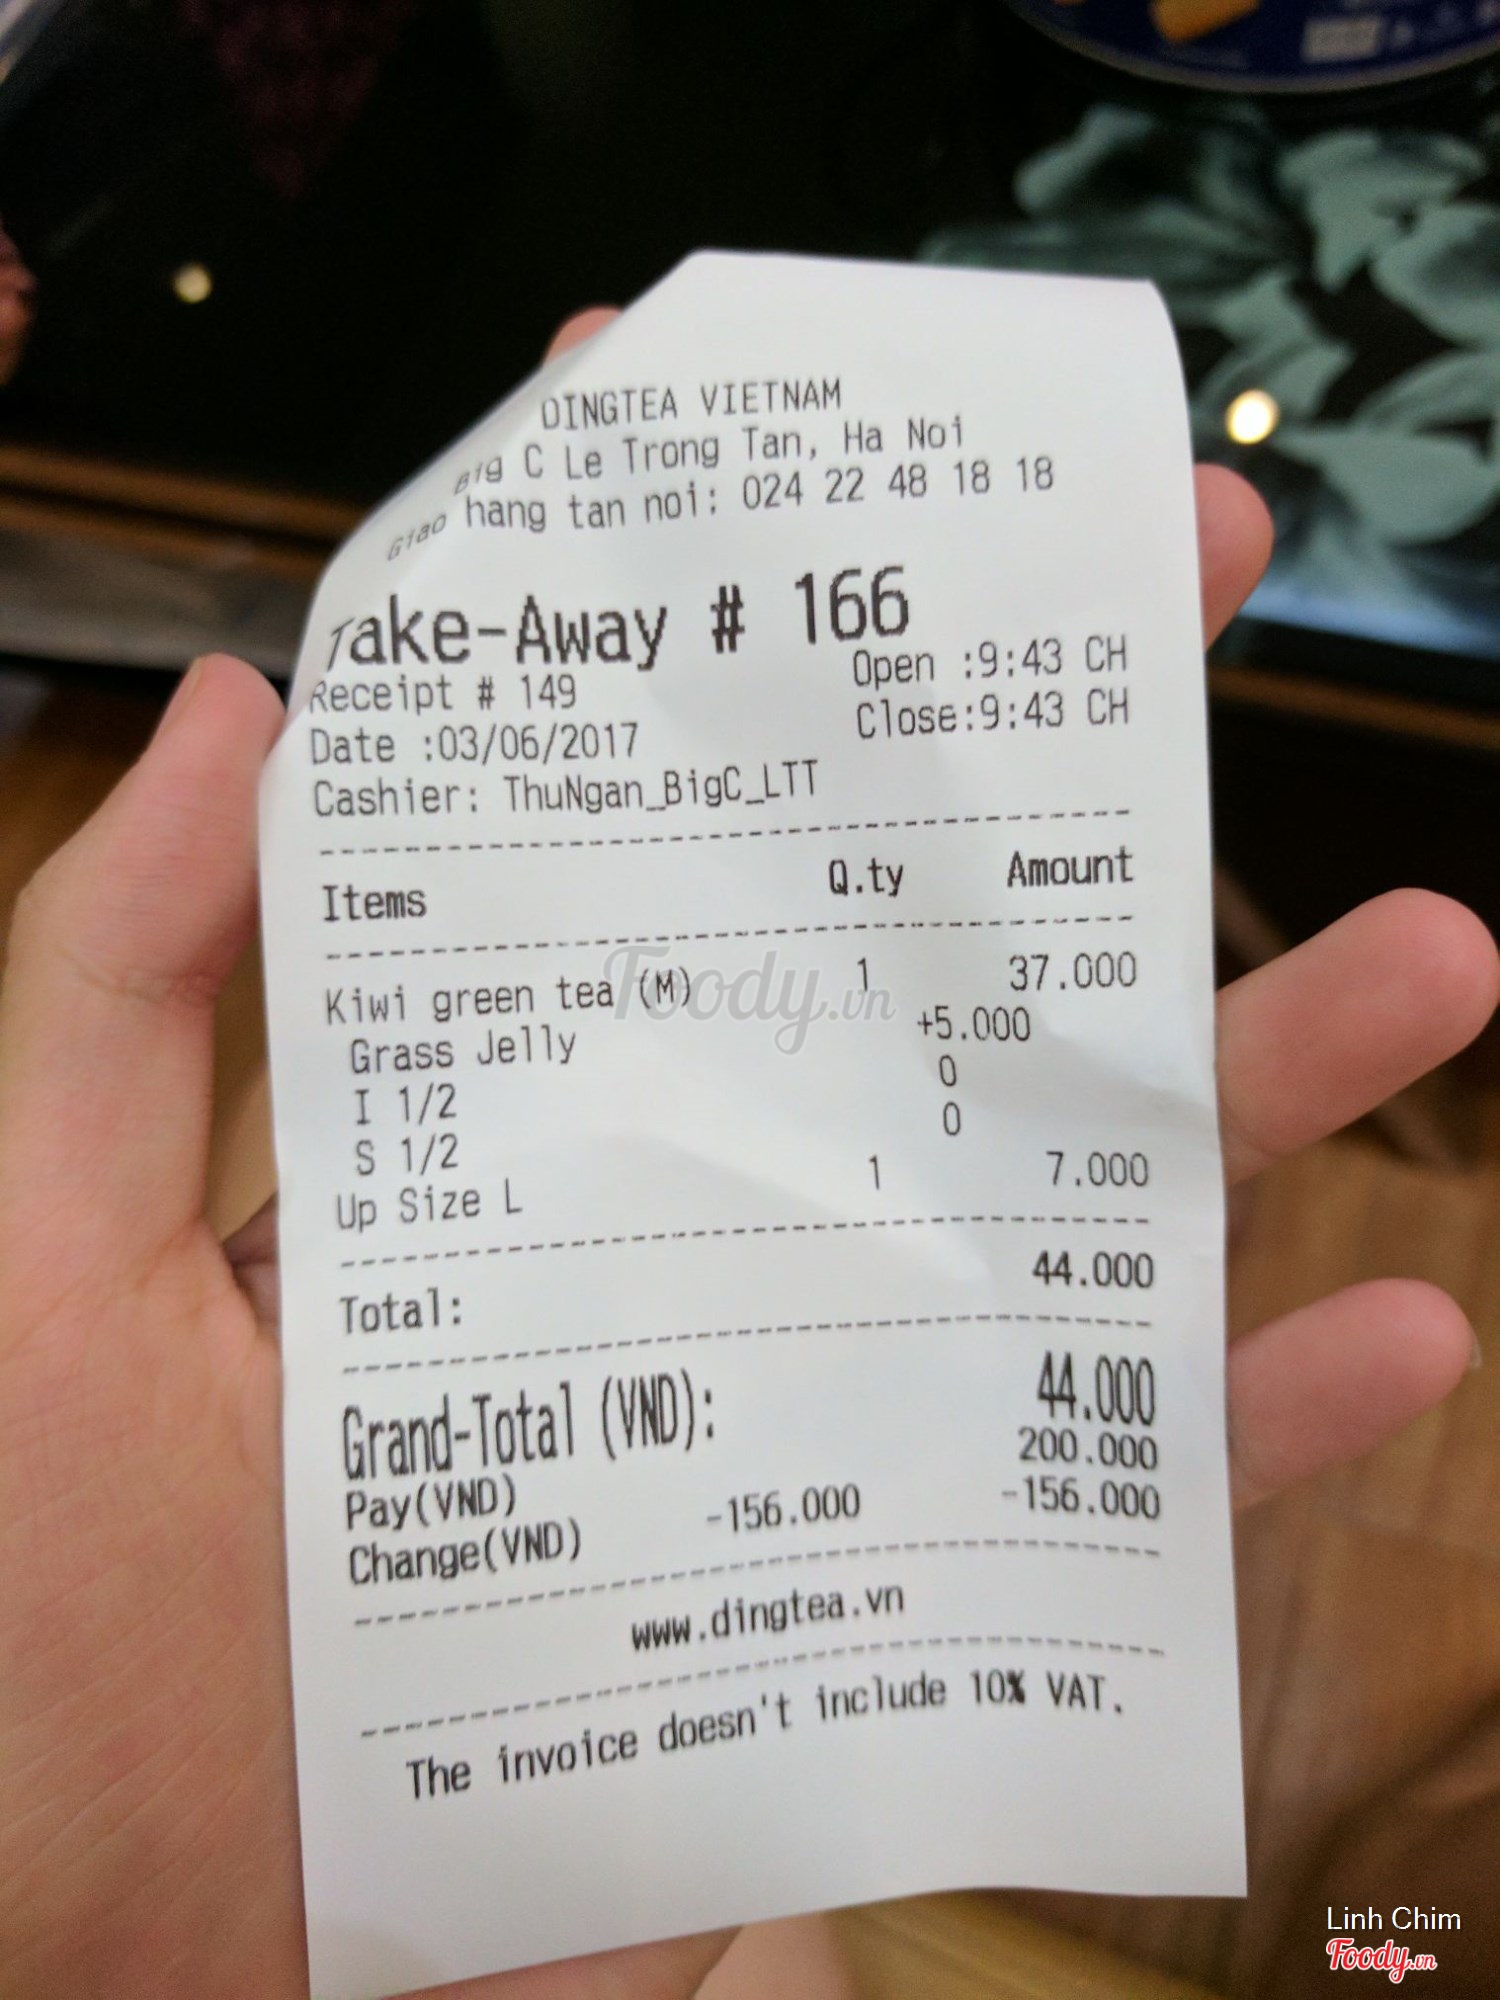 DINGTEA VIETNAM
Big C Le Trong Tan, Ha Noi
Giao hang tan noi: 024 22 48 18 18
Take-Away # 166
Receipt # 149 Open :9:43 CH
Date :03/06/2017 Close:9:43 CH
Cashier: ThuNgan_BigC_LTT
Items Q.ty Amount
Kiwi green tea (M) 1 37.000
Grass Jelly +5.000
I 1/2 0
S 1/2 0
Up Size L 1 7.000
Total: 44.000
Grand-Total (VND): 44.000
Pay(VND) 200.000
Change(VND) -156.000 -156.000
www.dingtea.vn
The invoice doesn't include 10% VAT.
Foody.vn
Linh Chim
Foody.vn